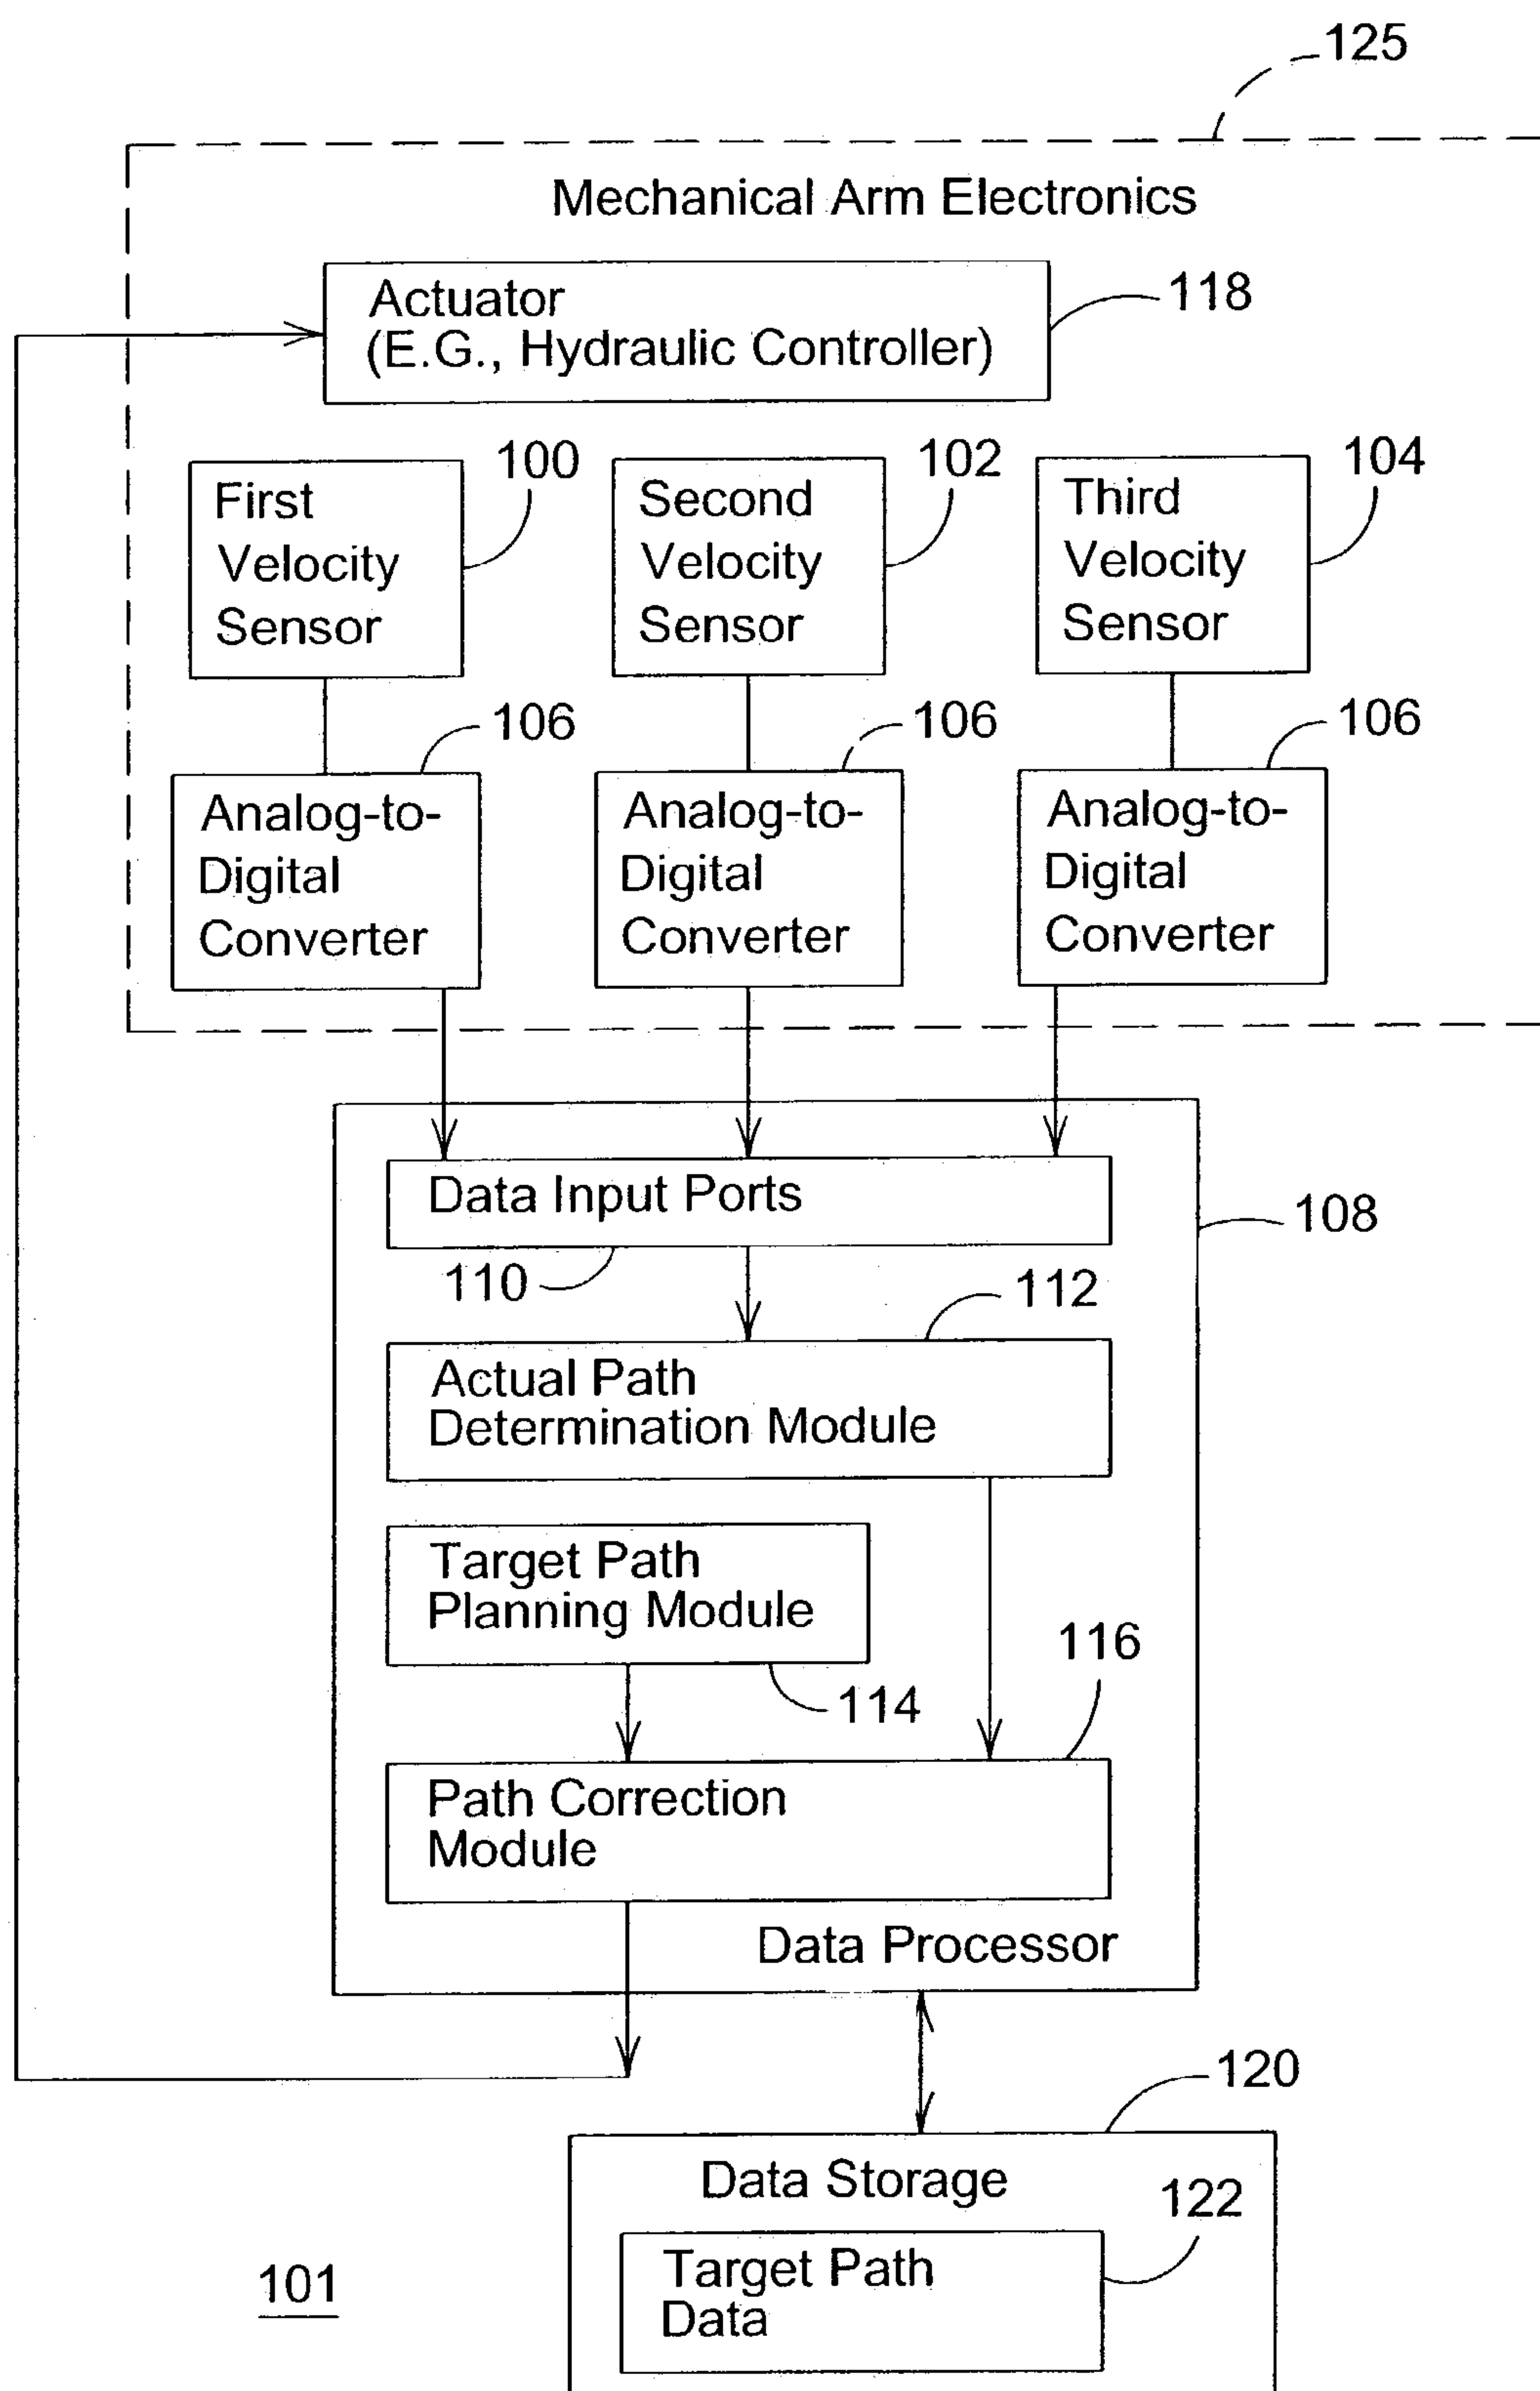 125
Mechanical Arm Electronics
Actuator
(E.G., Hydraulic Controller)
118
First
Velocity
Sensor
100
Second
Velocity
Sensor
102
Third
Velocity
Sensor
104
106
106
106
Analog-to-
Digital
Converter
Analog-to-
Digital
Converter
Analog-to-
Digital
Converter
Data Input Ports
108
110
112
Actual Path
Determination Module
Target Path
Planning Module
114
116
Path Correction
Module
Data Processor
120
Data Storage
122
Target Path
Data
101